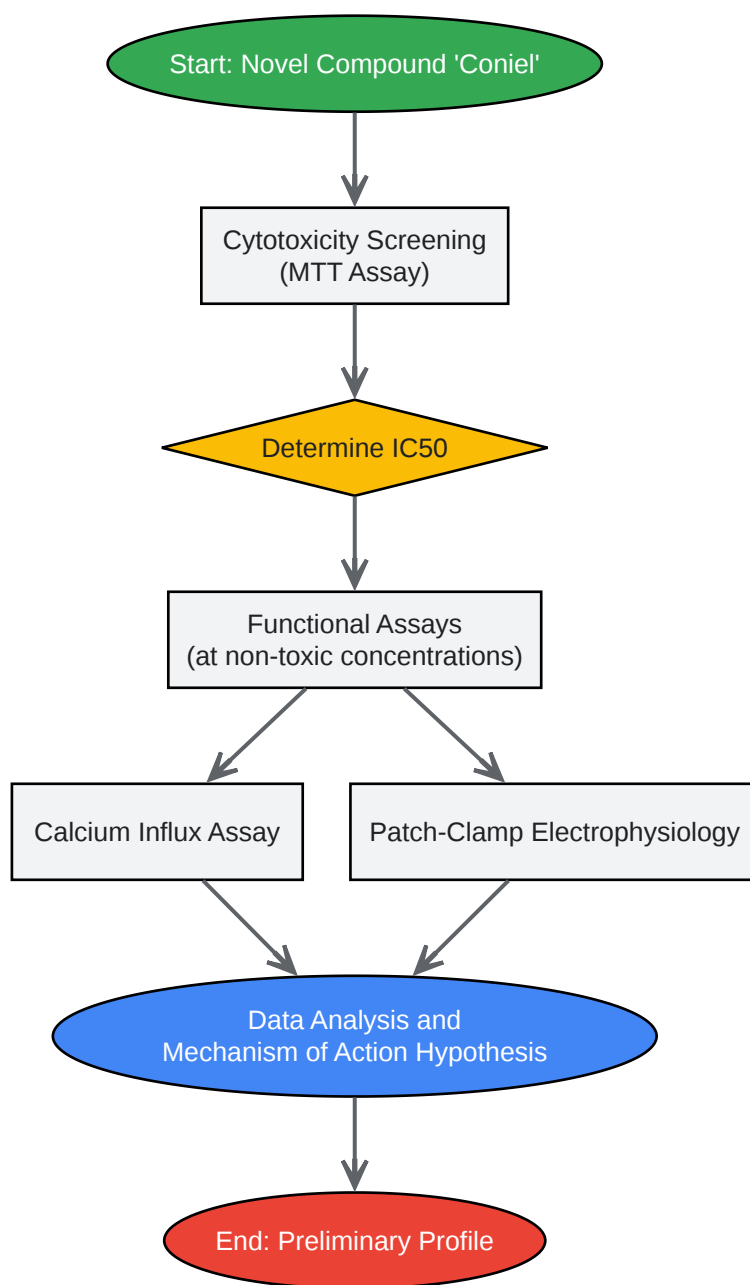 Start: Novel Compound 'Coniel'
Cytotoxicity Screening
(MTT Assay)
Determine IC50
Functional Assays
(at non-toxic concentrations)
Calcium Influx Assay
Patch-Clamp Electrophysiology
Data Analysis and
Mechanism of Action Hypothesis
End: Preliminary Profile